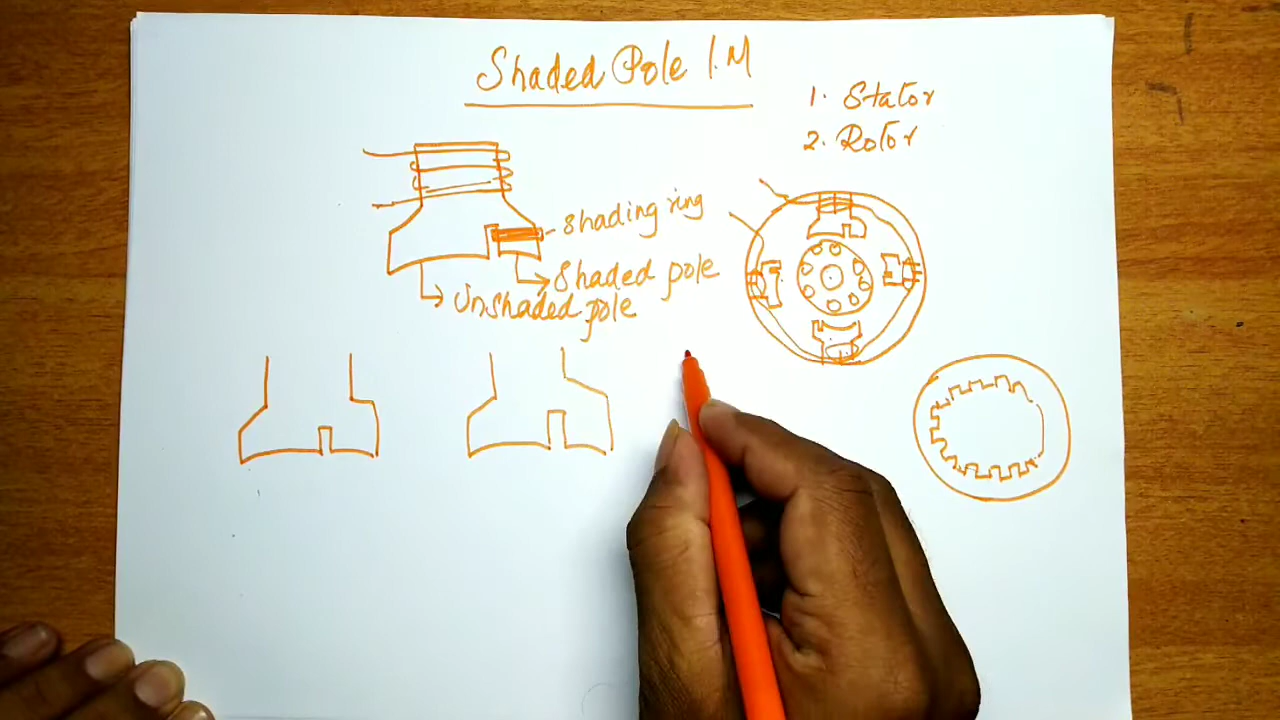 Shaded Pole I.M
1. Stator
2. Rotor
shading ring
Shaded pole
Unshaded pole